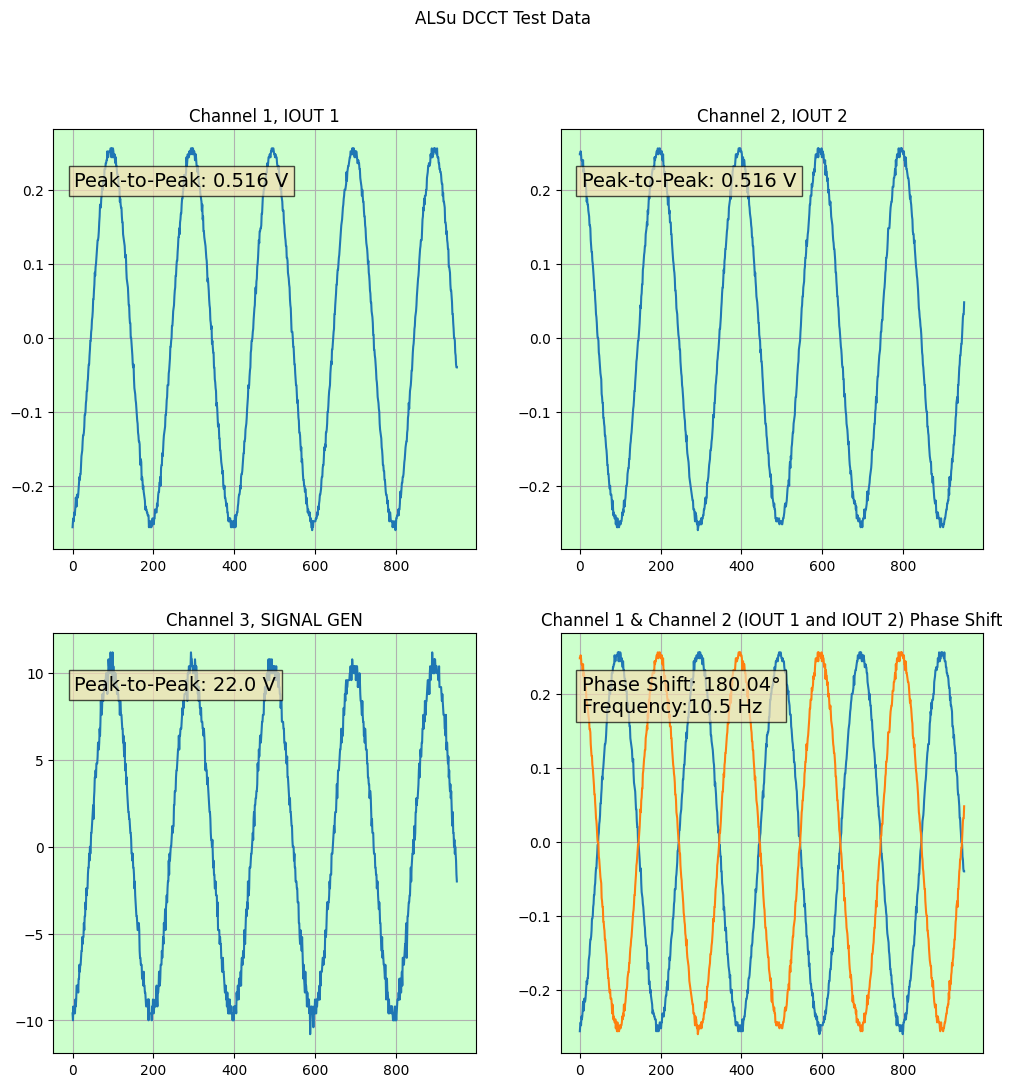 ALSu DCCT Test Data
Channel 1, IOUT 1
Peak-to-Peak: 0.516 V
0.2
0.1
0.0
−0.1
−0.2
0 200 400 600 800
Channel 2, IOUT 2
Peak-to-Peak: 0.516 V
0.2
0.1
0.0
−0.1
−0.2
0 200 400 600 800
Channel 3, SIGNAL GEN
Peak-to-Peak: 22.0 V
10
5
0
−5
−10
0 200 400 600 800
Channel 1 & Channel 2 (IOUT 1 and IOUT 2) Phase Shift
Phase Shift: 180.04°
Frequency:10.5 Hz
0.2
0.1
0.0
−0.1
−0.2
0 200 400 600 800